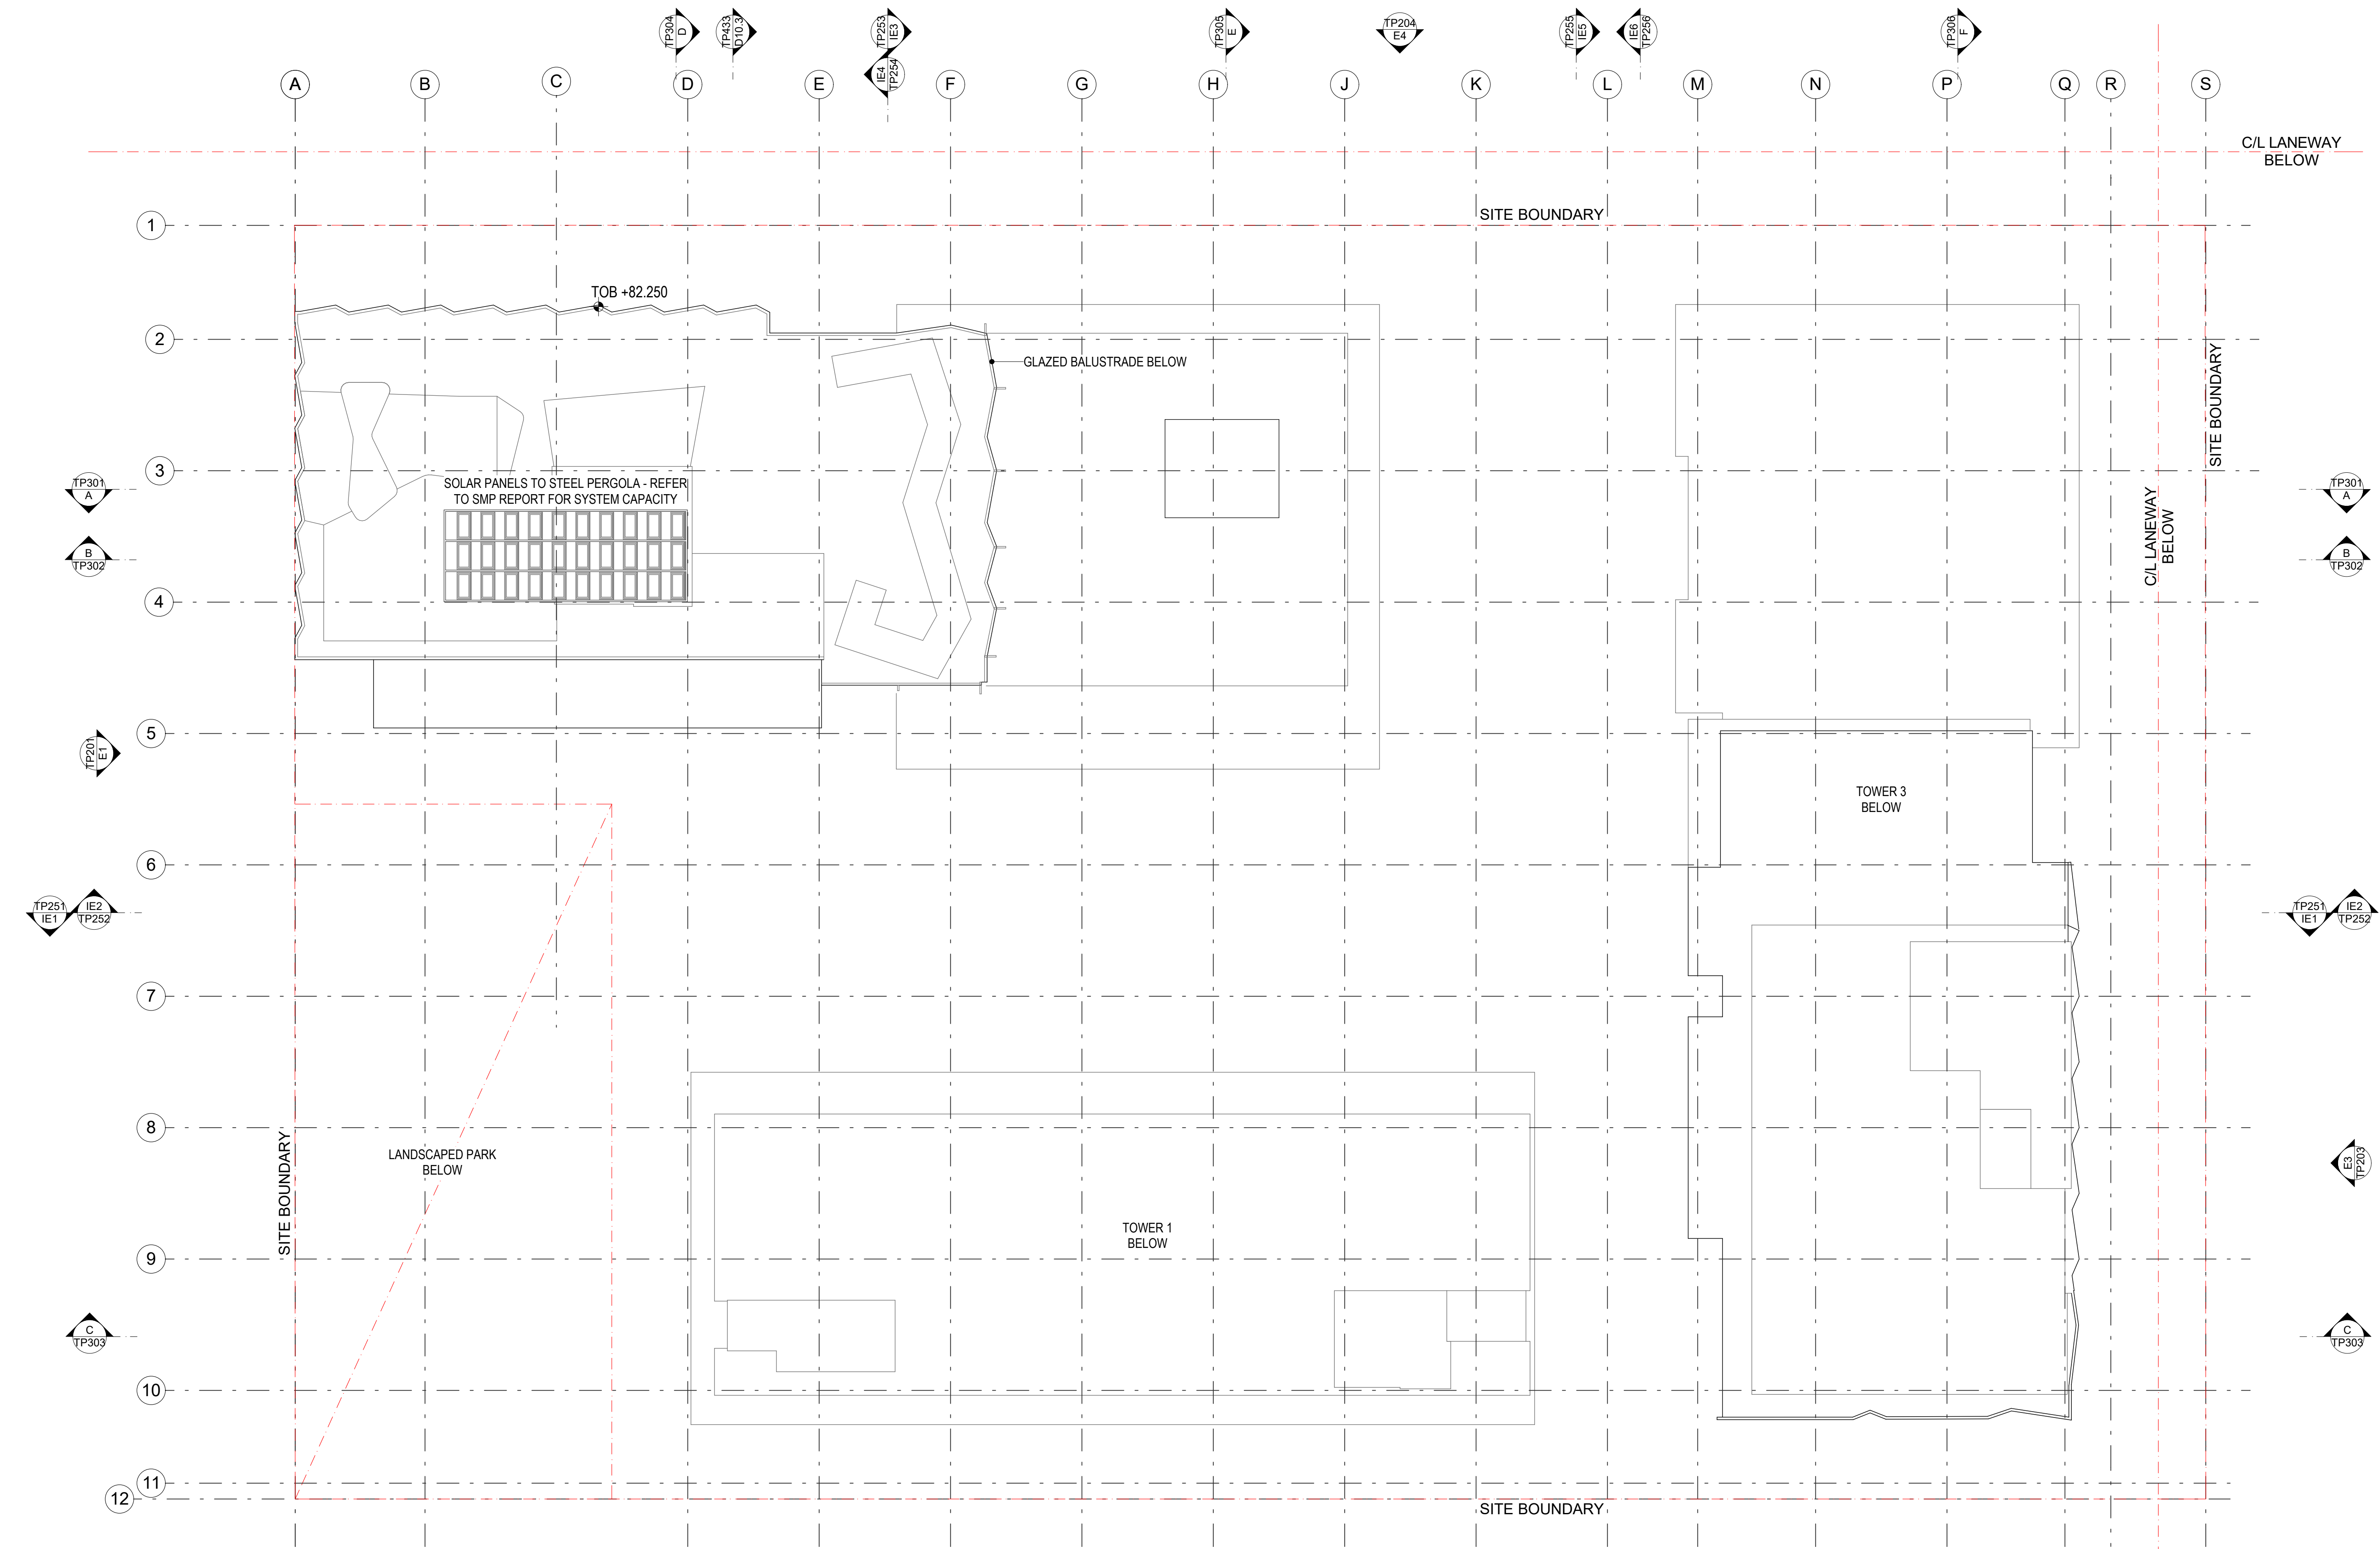 TP304
D
TP433
D10.3
TP253
IE3
IE4
TP254
TP305
E
TP204
E4
TP255
IE5
IE6
TP256
TP306
F
A
B
C
D
E
F
G
H
J
K
L
M
N
P
Q
R
S
C/L LANEWAY
BELOW
1
SITE BOUNDARY
TOB +82.250
2
GLAZED BALUSTRADE BELOW
SITE BOUNDARY
3
SOLAR PANELS TO STEEL PERGOLA - REFER
TO SMP REPORT FOR SYSTEM CAPACITY
TP301
A
TP301
A
C/L LANEWAY
BELOW
B
TP302
B
TP302
4
5
TP201
E1
TOWER 3
BELOW
6
TP251
IE1
IE2
TP252
TP251
IE1
IE2
TP252
7
8
LANDSCAPED PARK
BELOW
SITE BOUNDARY
E3
TP203
TOWER 1
BELOW
9
C
TP303
C
TP303
10
11
12
SITE BOUNDARY